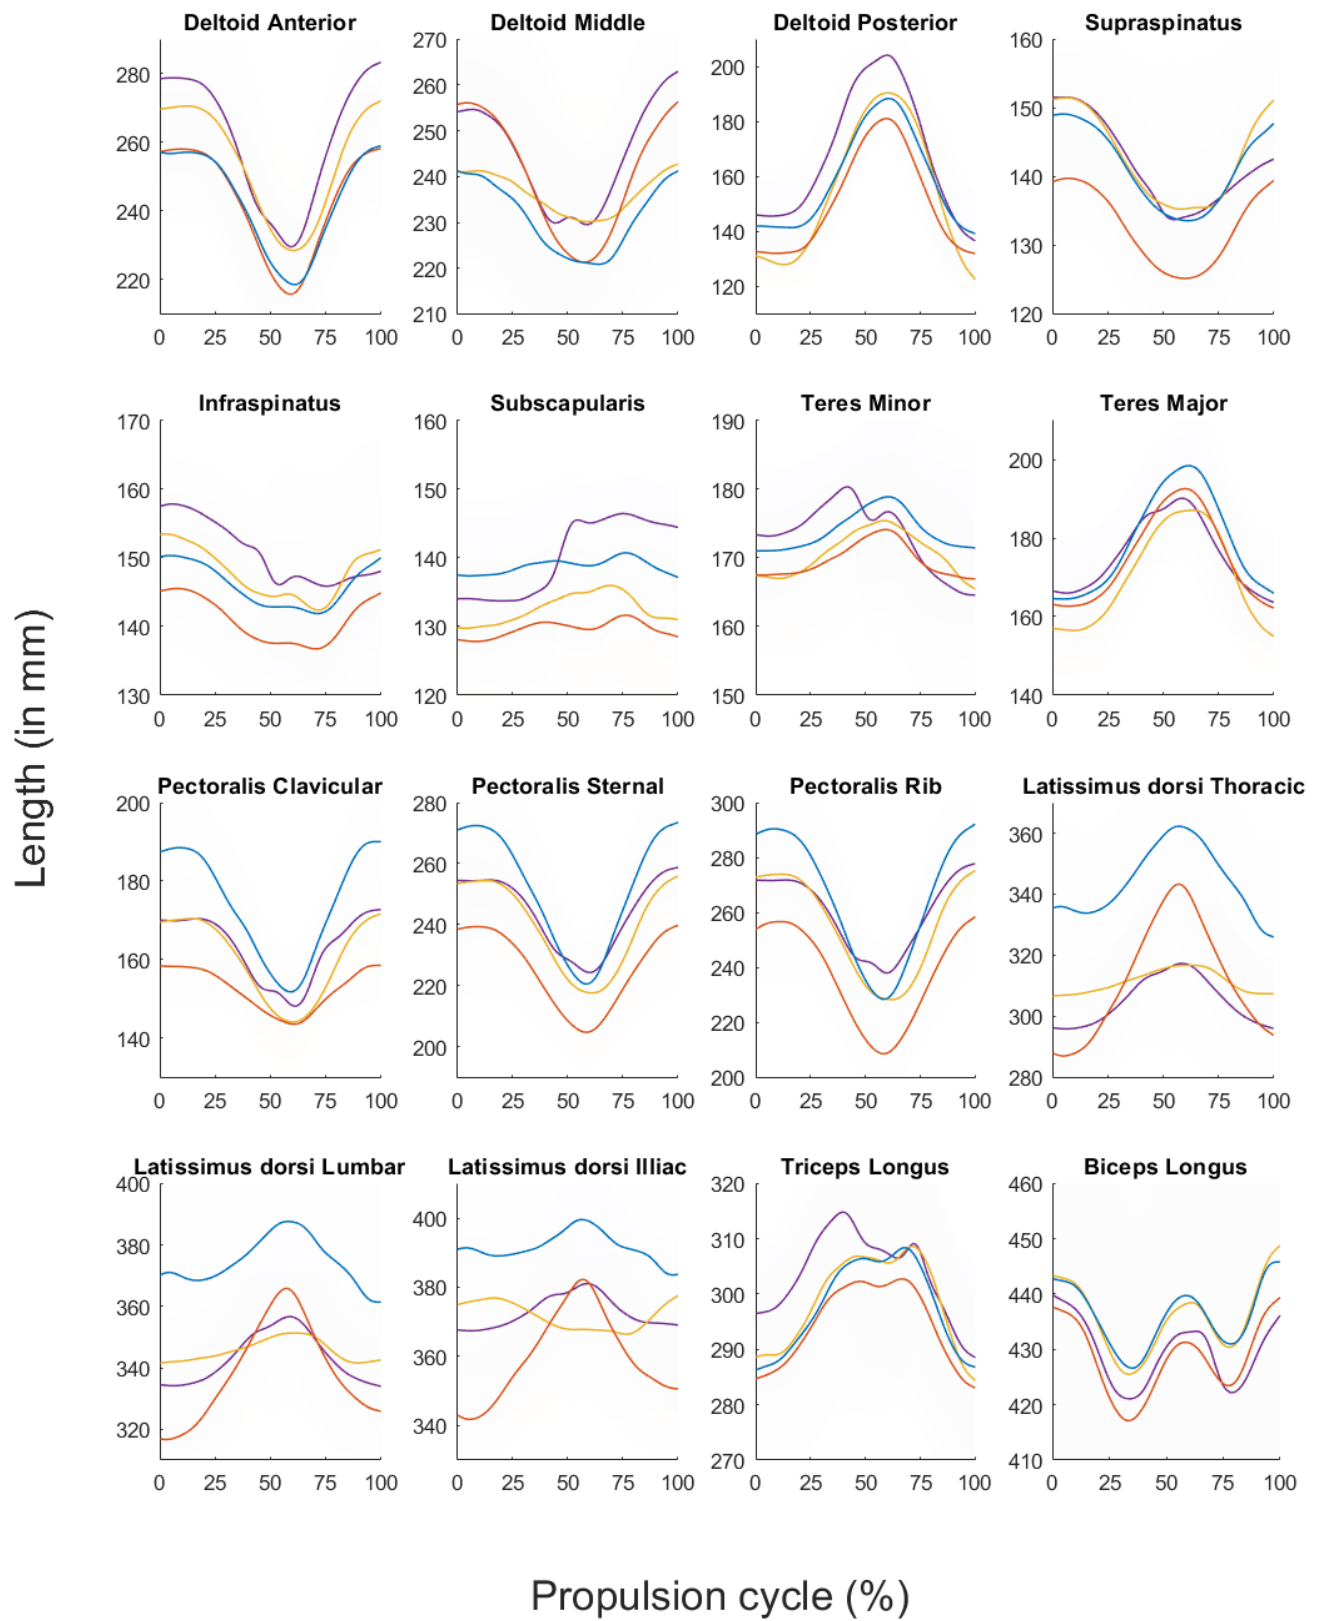 Deltoid Anterior Deltoid Middle Deltoid Posterior Supraspinatus
280 260 240 220
0 25 50 75 100
270 260 250 240 230 220 210
0 25 50 75 100
200 180 160 140 120
0 25 50 75 100
160 150 140 130 120
0 25 50 75 100
Infraspinatus Subscapularis Teres Minor Teres Major
170 160 150 140 130
0 25 50 75 100
160 150 140 130 120
0 25 50 75 100
190 180 170 160 150
0 25 50 75 100
200 180 160 140
0 25 50 75 100
Length (in mm)
Pectoralis Clavicular Pectoralis Sternal Pectoralis Rib Latissimus dorsi Thoracic
200 180 160 140
0 25 50 75 100
280 260 240 220 200
0 25 50 75 100
300 280 260 240 220 200
0 25 50 75 100
360 340 320 300 280
0 25 50 75 100
Latissimus dorsi Lumbar Latissimus dorsi Illiac Triceps Longus Biceps Longus
400 380 360 340 320
0 25 50 75 100
400 380 360 340
0 25 50 75 100
320 310 300 290 280 270
0 25 50 75 100
460 450 440 430 420 410
0 25 50 75 100
Propulsion cycle (%)